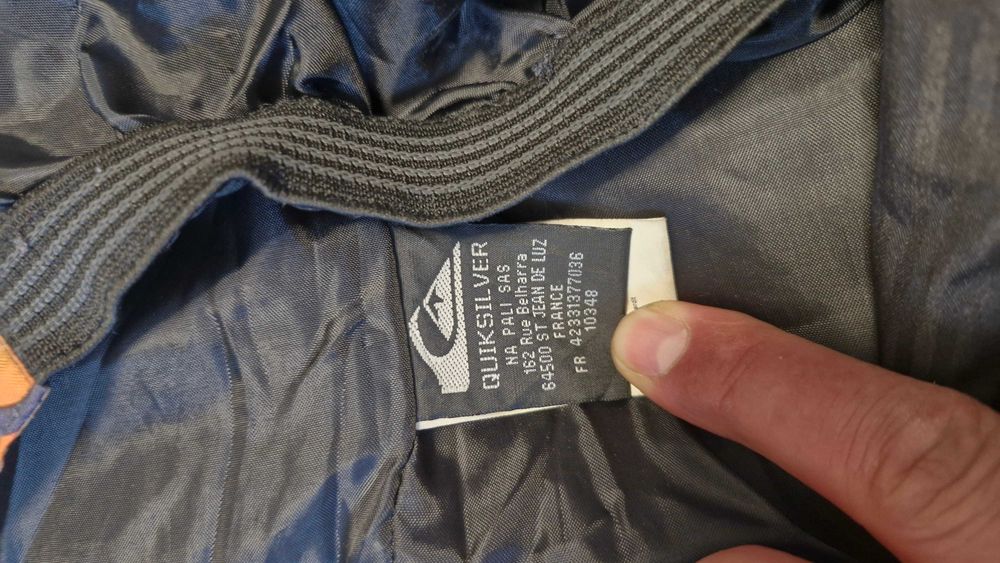 QUIKSILVER
NA PALI SAS
162 Rue Belharra
64500 ST JEAN DE LUZ
FRANCE
FR 42331377036
10348